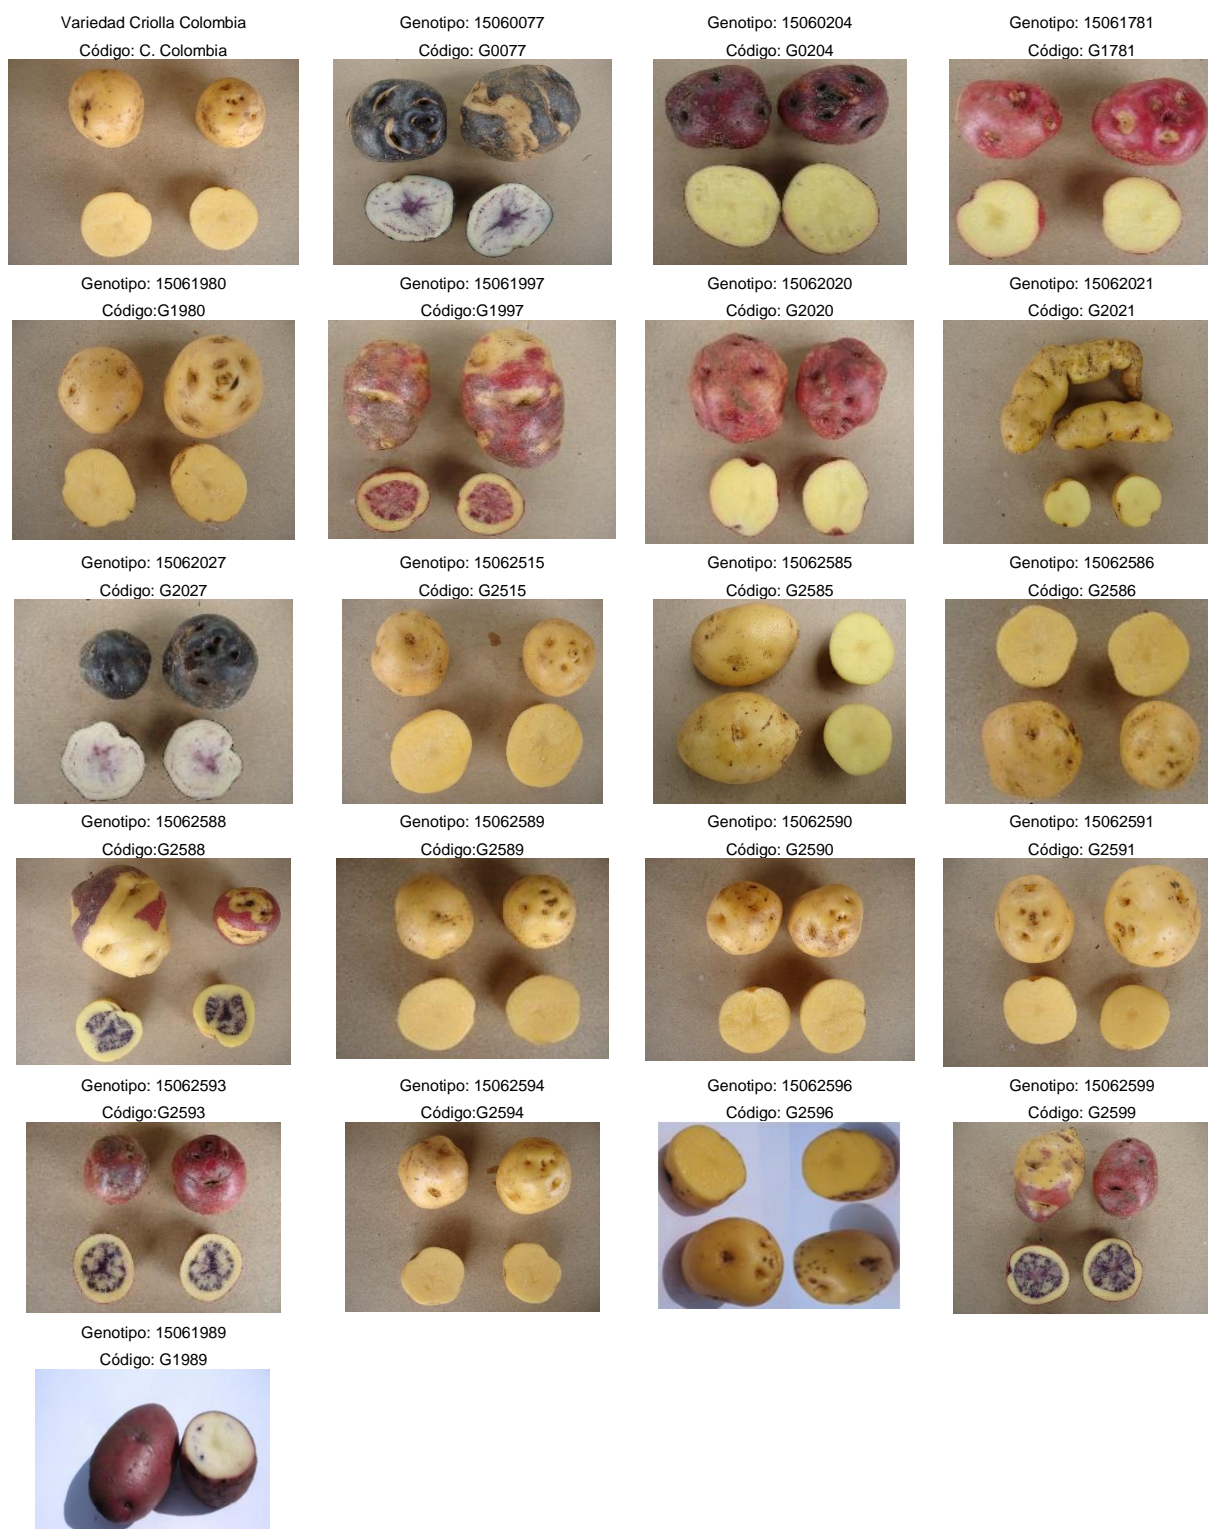 Variedad Criolla Colombia
Código: C. Colombia
Genotipo: 15060077
Código: G0077
Genotipo: 15060204
Código: G0204
Genotipo: 15061781
Código: G1781
Genotipo: 15061980
Código:G1980
Genotipo: 15061997
Código:G1997
Genotipo: 15062020
Código: G2020
Genotipo: 15062021
Código: G2021
Genotipo: 15062027
Código: G2027
Genotipo: 15062515
Código: G2515
Genotipo: 15062585
Código: G2585
Genotipo: 15062586
Código: G2586
Genotipo: 15062588
Código:G2588
Genotipo: 15062589
Código:G2589
Genotipo: 15062590
Código: G2590
Genotipo: 15062591
Código: G2591
Genotipo: 15062593
Código:G2593
Genotipo: 15062594
Código:G2594
Genotipo: 15062596
Código: G2596
Genotipo: 15062599
Código: G2599
Genotipo: 15061989
Código: G1989